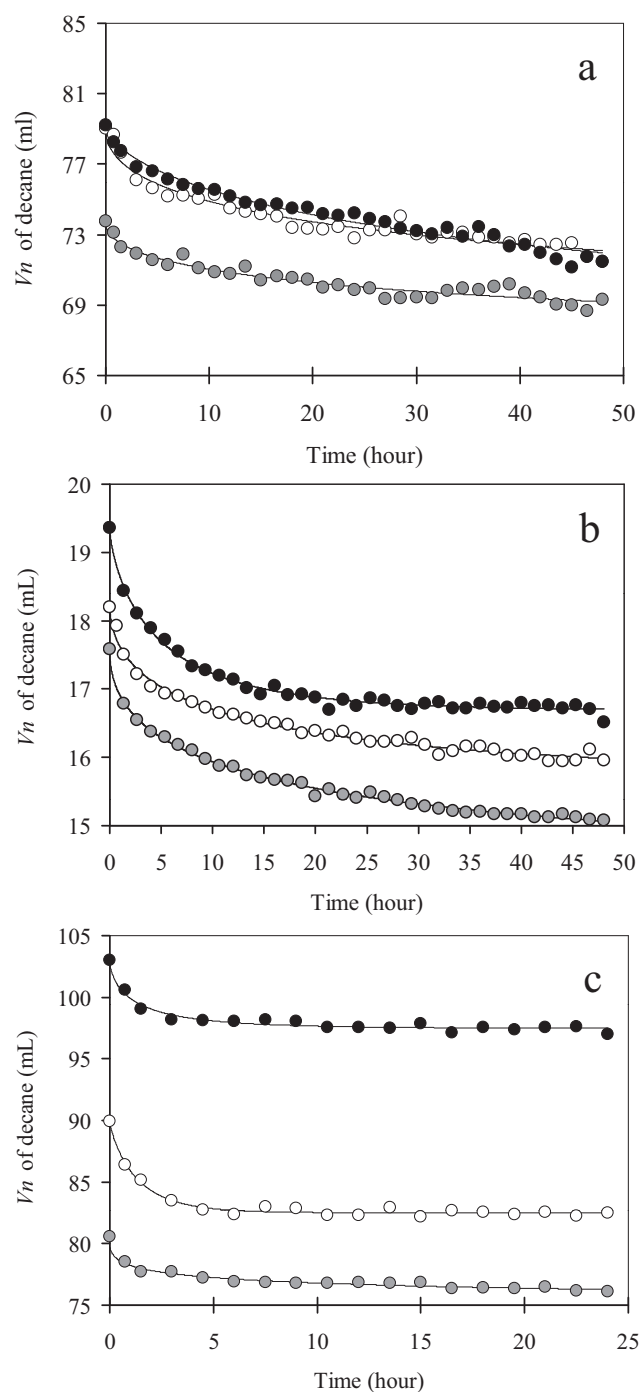 85
a
81
77
73
69
65
Vn of decane (ml)
0 10 20 30 40 50
Time (hour)
20
b
19
18
17
16
15
Vn of decane (mL)
0 5 10 15 20 25 30 35 40 45 50
Time (hour)
105
c
100
95
90
85
80
75
Vn of decane (mL)
0 5 10 15 20 25
Time (hour)